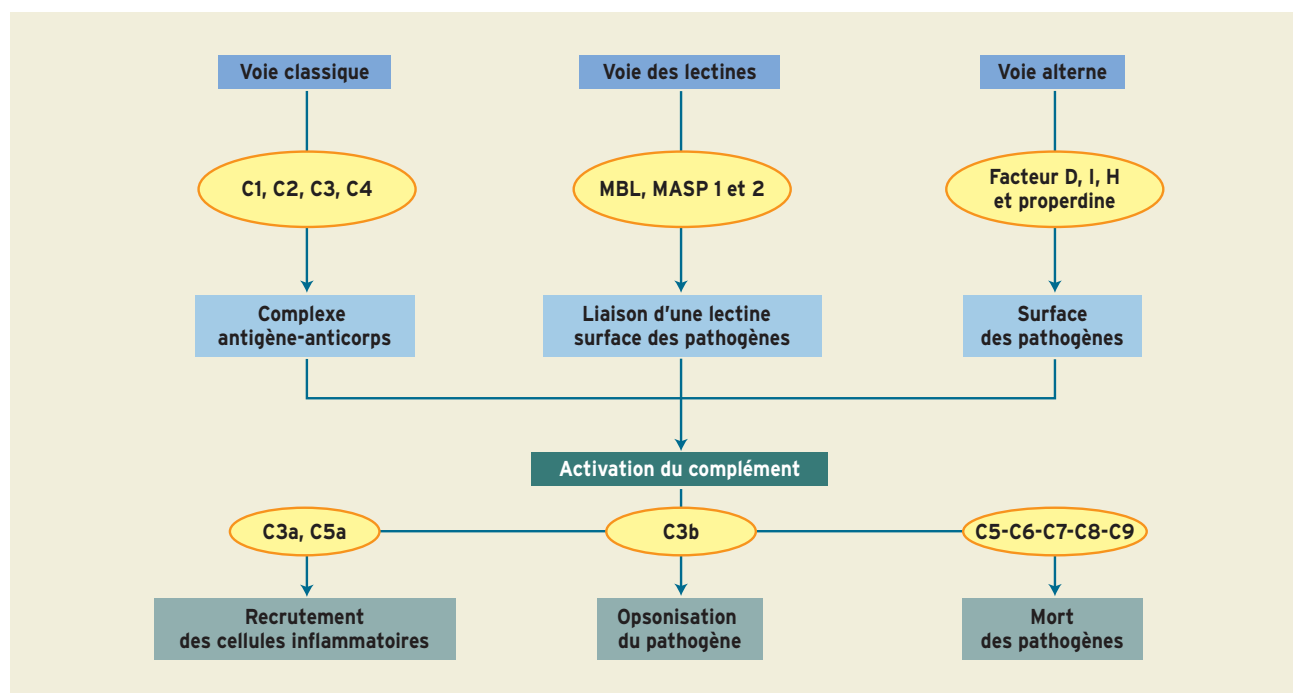 Voie classique
Voie des lectines
Voie alterne
C1, C2, C3, C4
MBL, MASP 1 et 2
Facteur D, I, H
et properdine
Complexe
antigène-anticorps
Liaison d'une lectine
surface des pathogènes
Surface
des pathogènes
Activation du complément
C3a, C5a
C3b
C5-C6-C7-C8-C9
Recrutement
des cellules inflammatoires
Opsonisation
du pathogène
Mort
des pathogènes